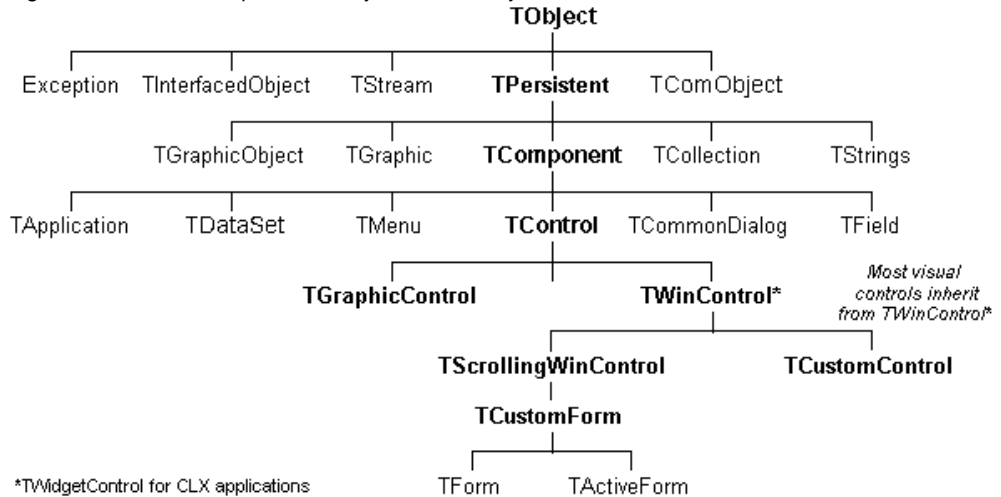 TObject
Exception TInterfacedObject TStream TPersistent TComObject
TGraphicObject TGraphic TComponent TCollection TStrings
TApplication TDataSet TMenu TControl TCommonDialog TField
Most visual
controls inherit
from TWinControl*
TGraphicControl TWinControl*
TScrollingWinControl TCustomControl
TCustomForm
*TWidgetControl for CLX applications
TForm TActiveForm